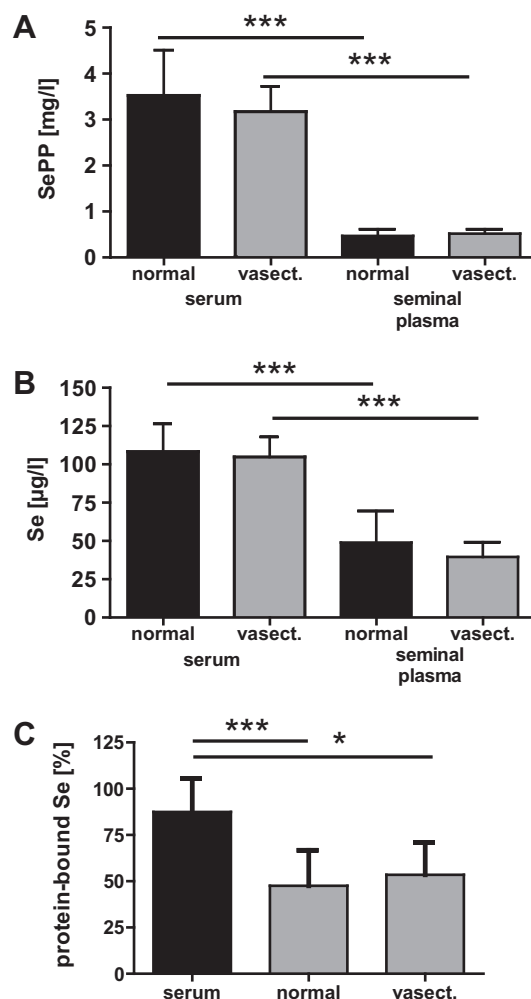 A
***
***
SePP [mg/l]
5
4
3
2
1
0
normal vasect. normal vasect.
serum seminal
plasma
B
***
***
Se [µg/l]
150
125
100
75
50
25
0
normal vasect. normal vasect.
serum seminal
plasma
C
***
*
protein-bound Se [%]
125
100
75
50
25
0
serum normal vasect.